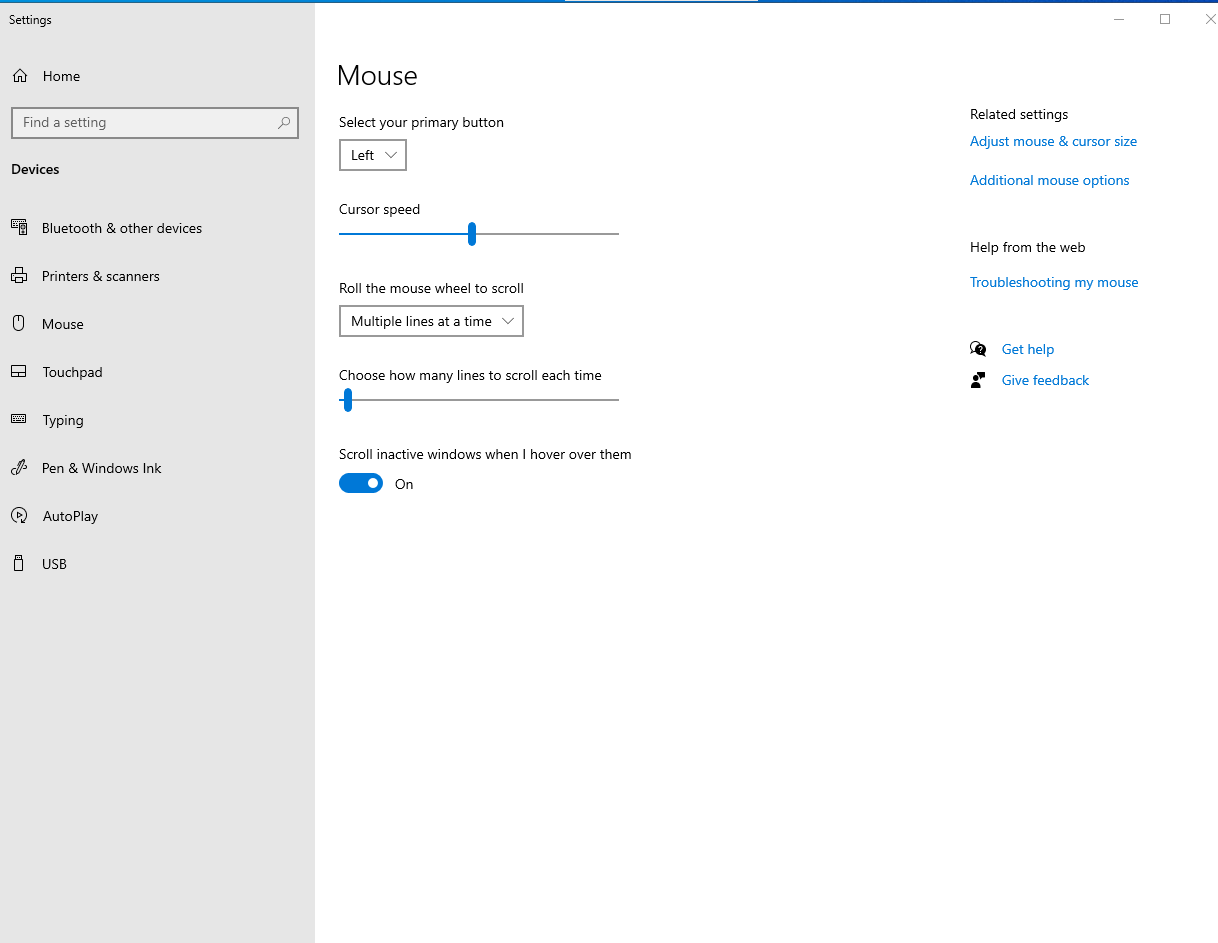 Settings
Home
Find a setting
Devices
Bluetooth & other devices
Printers & scanners
Mouse
Touchpad
Typing
Pen & Windows Ink
AutoPlay
USB
Mouse
Select your primary button
Left
Cursor speed
Roll the mouse wheel to scroll
Multiple lines at a time
Choose how many lines to scroll each time
Scroll inactive windows when I hover over them
On
Related settings
Adjust mouse & cursor size
Additional mouse options
Help from the web
Troubleshooting my mouse
Get help
Give feedback